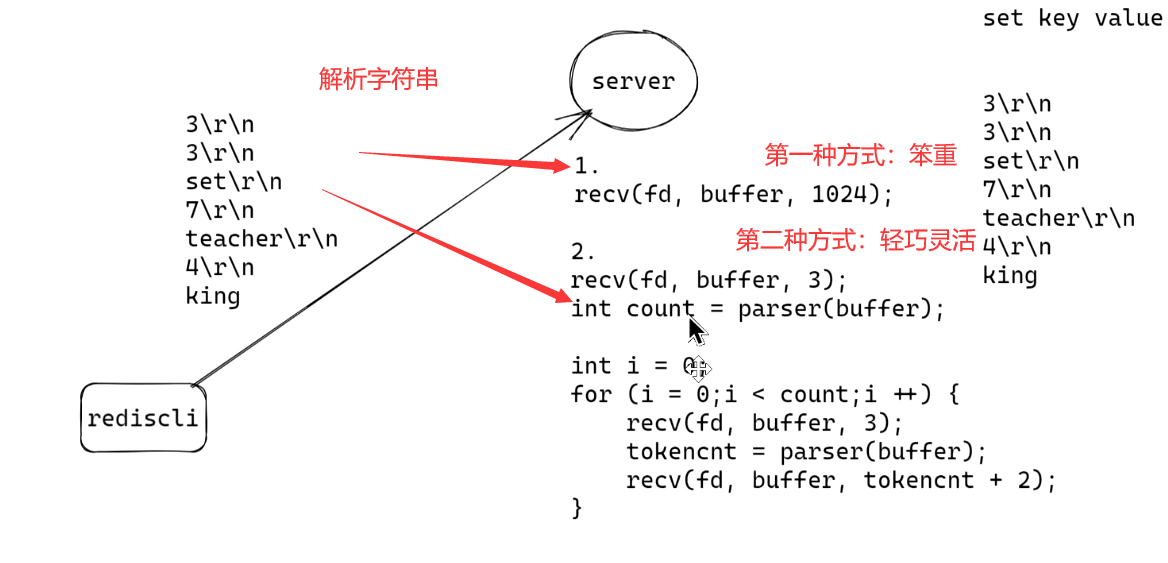 set key value
server
解析字符串
3\r\n
3\r\n
set\r\n
7\r\n
teacher\r\n
4\r\n
king
rediscli
1.
第一种方式：笨重
recv(fd, buffer, 1024);
第二种方式：轻巧灵活
2.
recv(fd, buffer, 3);
int count = parser(buffer);
int i = 0;
for (i = 0;i < count;i ++) {
    recv(fd, buffer, 3);
    tokencnt = parser(buffer);
    recv(fd, buffer, tokencnt + 2);
}
3\r\n
3\r\n
set\r\n
7\r\n
teacher\r\n
4\r\n
king